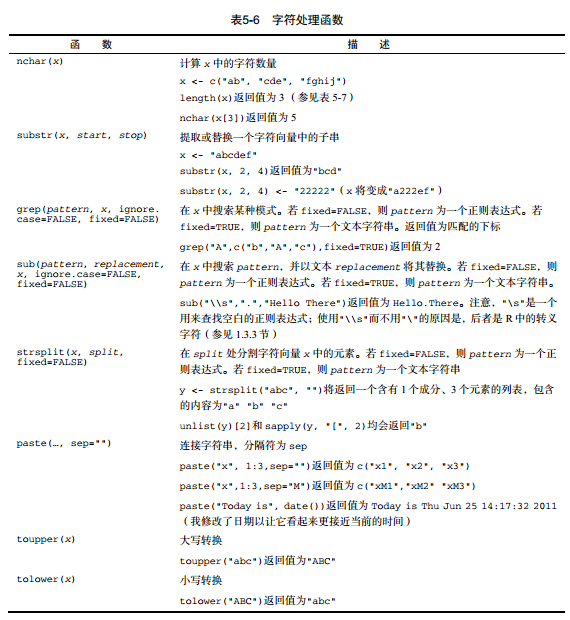 表5-6 字符处理函数
函 数 描 述
nchar(x) 计算 x 中的字符数量
x <- c("ab", "cde", "fghij")
length(x)返回值为 3（参见表 5-7）
nchar(x[3])返回值为 5
substr(x, start, stop) 提取或替换一个字符向量中的子串
x <- "abcdef"
substr(x, 2, 4)返回值为"bcd"
substr(x, 2, 4) <- "22222"（x 将变成"a222ef"）
grep(pattern, x, ignore. 在 x 中搜索某种模式。若 fixed=FALSE，则 pattern 为一个正则表达式。若
case=FALSE, fixed=FALSE) fixed=TRUE，则 pattern 为一个文本字符串。返回值为匹配的下标
grep("A",c("b","A","c"),fixed=TRUE)返回值为 2
sub(pattern, replacement, 在 x 中搜索 pattern，并以文本 replacement 将其替换。若 fixed=FALSE，则
x, ignore.case=FALSE, pattern 为一个正则表达式。若 fixed=TRUE，则 pattern 为一个文本字符串。
fixed=FALSE)
sub("\\s",".","Hello There")返回值为 Hello.There。注意，"\s"是一个
用来查找空白的正则表达式；使用"\\s"而不用"\"的原因是，后者是 R 中的转义
字符（参见 1.3.3 节）
strsplit(x, split, 在 split 处分割字符向量 x 中的元素。若 fixed=FALSE，则 pattern 为一个正
fixed=FALSE) 则表达式。若 fixed=TRUE，则 pattern 为一个文本字符串
y <- strsplit("abc", "")将返回一个含有 1 个成分、3 个元素的列表，包含
的内容为"a" "b" "c"
unlist(y)[2]和 sapply(y, "[", 2)均会返回"b"
paste(…, sep="") 连接字符串，分隔符为 sep
paste("x", 1:3,sep="")返回值为 c("x1", "x2", "x3")
paste("x",1:3,sep="M")返回值为 c("xM1","xM2" "xM3")
paste("Today is", date())返回值为 Today is Thu Jun 25 14:17:32 2011
（我修改了日期以让它看起来更接近当前的时间）
toupper(x) 大写转换
toupper("abc")返回值为"ABC"
tolower(x) 小写转换
tolower("ABC")返回值为"abc"